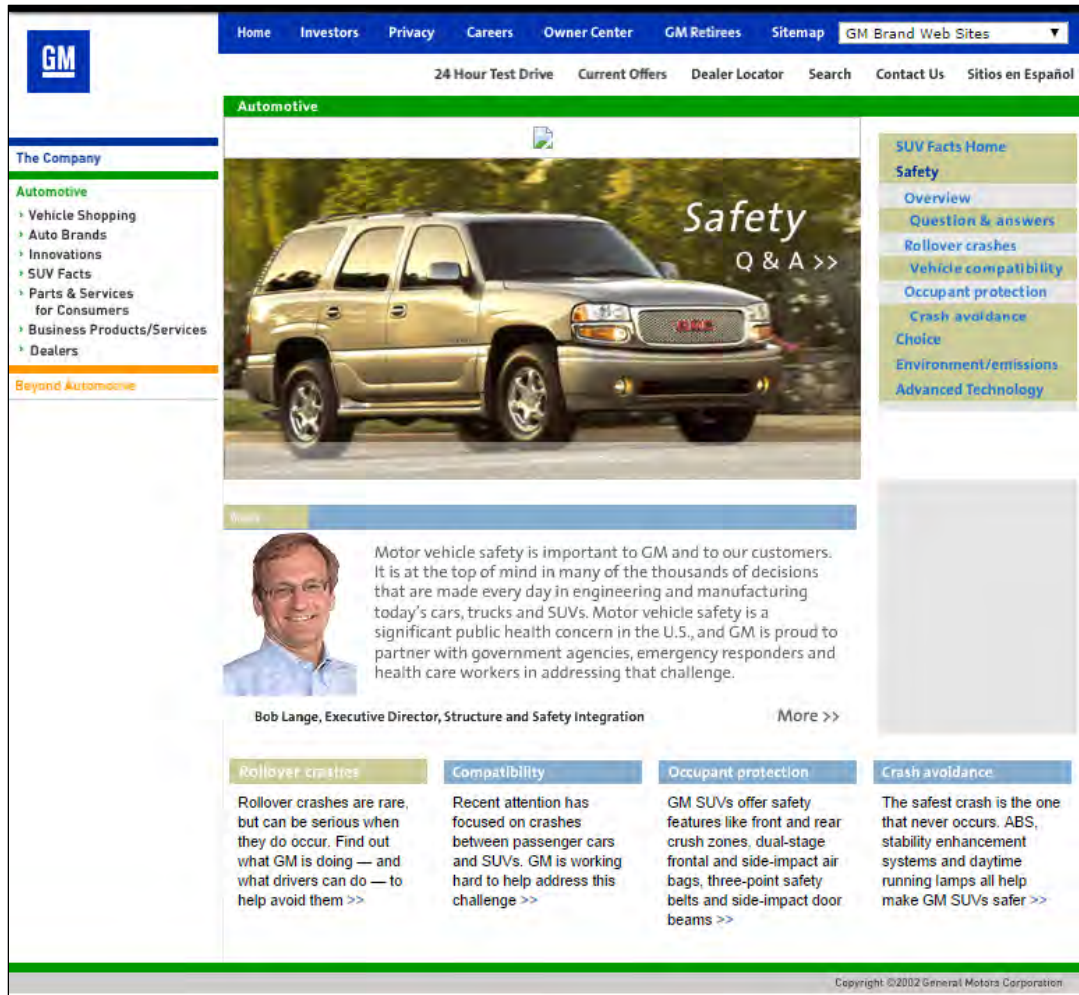 GM
Home Investors Privacy Careers Owner Center GM Retirees Sitemap GM Brand Web Sites
24 Hour Test Drive Current Offers Dealer Locator Search Contact Us Sitios en Español
Automotive
The Company
Automotive
Vehicle Shopping
Auto Brands
Innovations
SUV Facts
Parts & Services
for Consumers
Business Products/Services
Dealers
Beyond Automotive
Safety
Q & A >>
GMC
SUV Facts Home
Safety
Overview
Question & answers
Rollover crashes
Vehicle compatibility
Occupant protection
Crash avoidance
Choice
Environment/emissions
Advanced Technology
Motor vehicle safety is important to GM and to our customers.
It is at the top of mind in many of the thousands of decisions
that are made every day in engineering and manufacturing
today's cars, trucks and SUVs. Motor vehicle safety is a
significant public health concern in the U.S., and GM is proud to
partner with government agencies, emergency responders and
health care workers in addressing that challenge.
Bob Lange, Executive Director, Structure and Safety Integration
More >>
Rollover crashes
Rollover crashes are rare,
but can be serious when
they do occur. Find out
what GM is doing — and
what drivers can do — to
help avoid them >>
Compatibility
Recent attention has
focused on crashes
between passenger cars
and SUVs. GM is working
hard to help address this
challenge >>
Occupant protection
GM SUVs offer safety
features like front and rear
crush zones, dual-stage
frontal and side-impact air
bags, three-point safety
belts and side-impact door
beams >>
Crash avoidance
The safest crash is the one
that never occurs. ABS,
stability enhancement
systems and daytime
running lamps all help
make GM SUVs safer >>
Copyright ©2002 General Motors Corporation